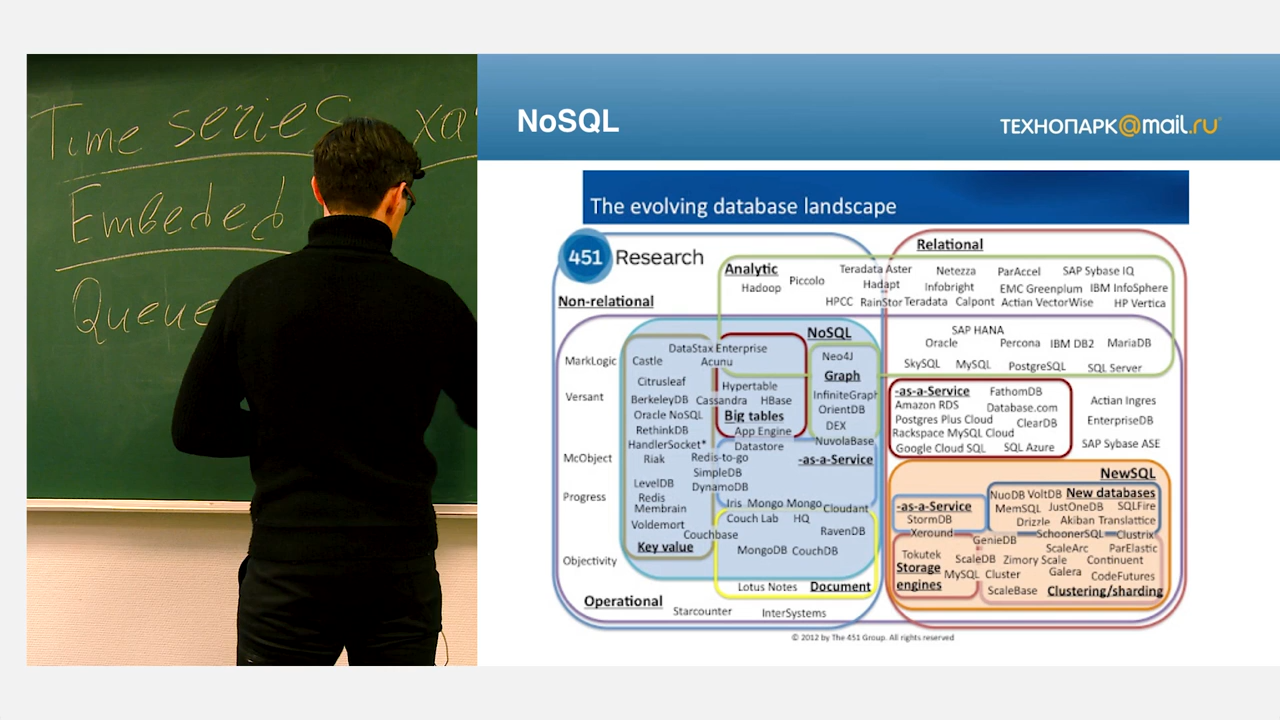 Time series
Embeded
Queue
NoSQL
ТЕХНОПАРК@mail.ru
The evolving database landscape
451 Research
Relational
Analytic
Teradata Aster Netezza ParAccel SAP Sybase IQ
Hadoop Piccolo Hadapt Infobright EMC Greenplum IBM InfoSphere
Non-relational
HPCC RainStor Teradata Calpont Actian VectorWise HP Vertica
NoSQL
SAP HANA
Oracle Percona IBM DB2 MariaDB
SkySQL MySQL PostgreSQL SQL Server
MarkLogic
Versant
McObject
Progress
Objectivity
Operational
DataStax Enterprise
Castle Acunu
Citrusleaf
BerkeleyDB
Oracle NoSQL
RethinkDB
HandlerSocket*
Riak
LevelDB
Redis
Membrain
Voldemort
Couchbase
Key value
Hypertable
Cassandra HBase
Big tables
App Engine
Datastore
Redis-to-go
SimpleDB
DynamoDB
-as-a-Service
Iris Mongo Mongo Cloudant
Couch Lab HQ
RavenDB
MongoDB CouchDB
Lotus Notes Document
Neo4J
Graph
InfiniteGraph
OrientDB
DEX
NuvolaBase
Starcounter InterSystems
-as-a-Service FathomDB
Amazon RDS Database.com
Postgres Plus Cloud ClearDB
Rackspace MySQL Cloud
Google Cloud SQL SQL Azure
Actian Ingres
EnterpriseDB
SAP Sybase ASE
NewSQL
-as-a-Service
StormDB
Xeround
NuoDB VoltDB New databases
MemSQL JustOneDB SQLFire
Drizzle Akiban Translattice
SchoonerSQL Clustrix
GenieDB
ScaleArc ParElastic
Tokutek ScaleDB Zimory Scale Continuent
Storage
engines
MySQL Cluster Galera CodeFutures
ScaleBase Clustering/sharding
© 2012 by The 451 Group. All rights reserved